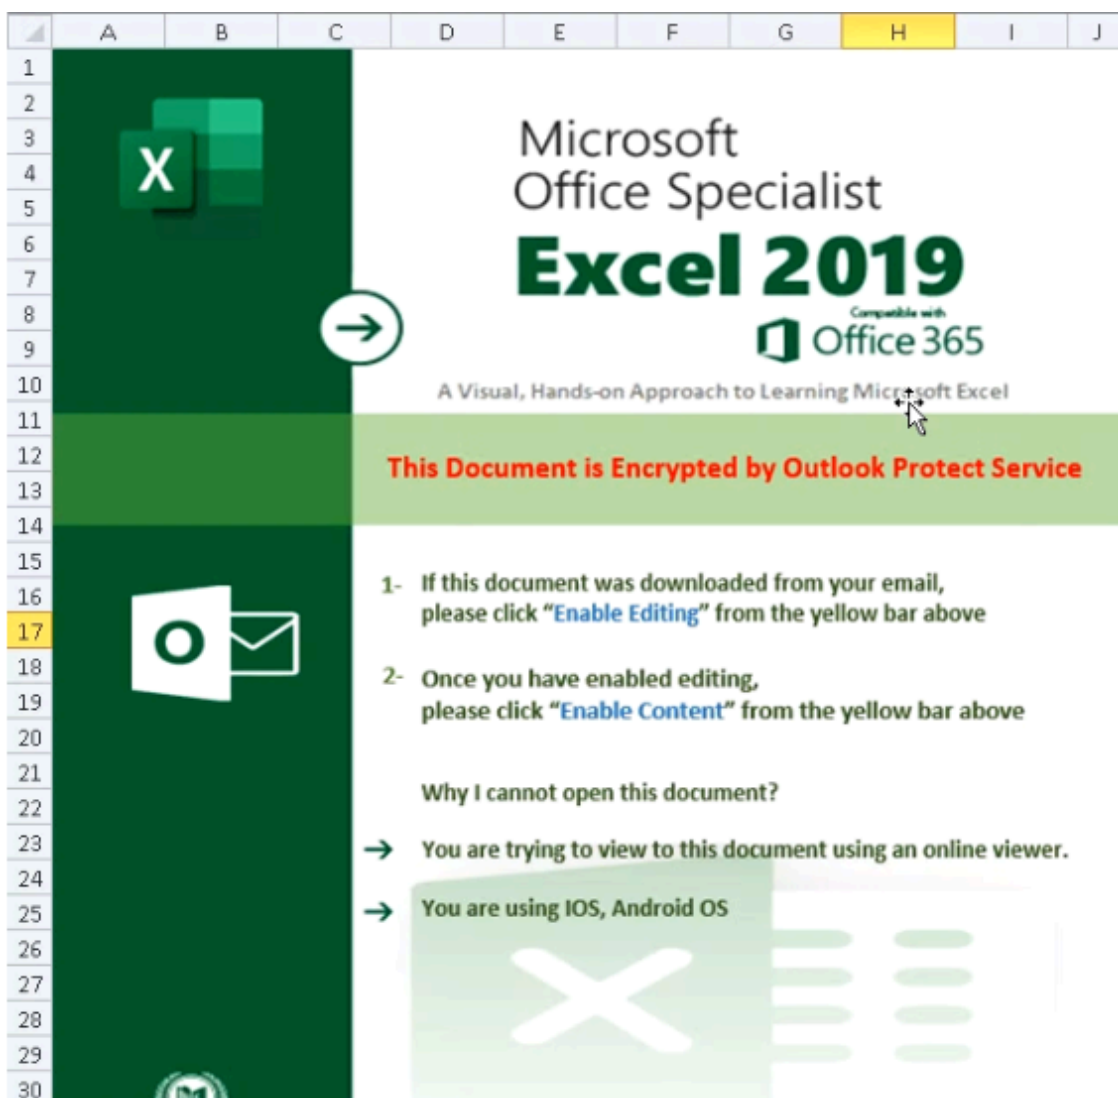 A B C D E F G H I J
1
2
3
4
5
6
7
8
9
10
11
12
13
14
15
16
17
18
19
20
21
22
23
24
25
26
27
28
29
30
X
Microsoft
Office Specialist
Excel 2019
Compatible with
Office 365
A Visual, Hands-on Approach to Learning Microsoft Excel
This Document is Encrypted by Outlook Protect Service
O
1- If this document was downloaded from your email,
please click “Enable Editing” from the yellow bar above
2- Once you have enabled editing,
please click “Enable Content” from the yellow bar above
Why I cannot open this document?
You are trying to view to this document using an online viewer.
You are using IOS, Android OS